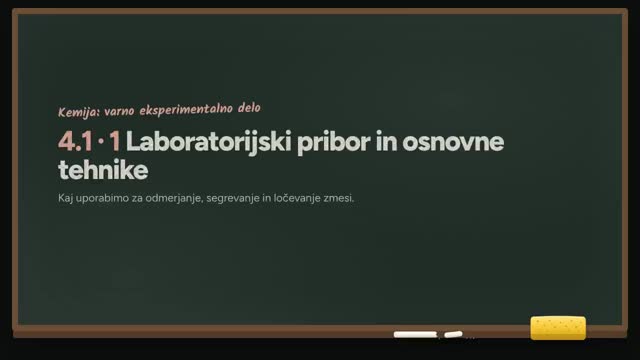 Kemija: varno eksperimentalno delo
4.1 · 1 Laboratorijski pribor in osnovne
tehnike
Kaj uporabimo za odmerjanje, segrevanje in ločevanje zmesi.